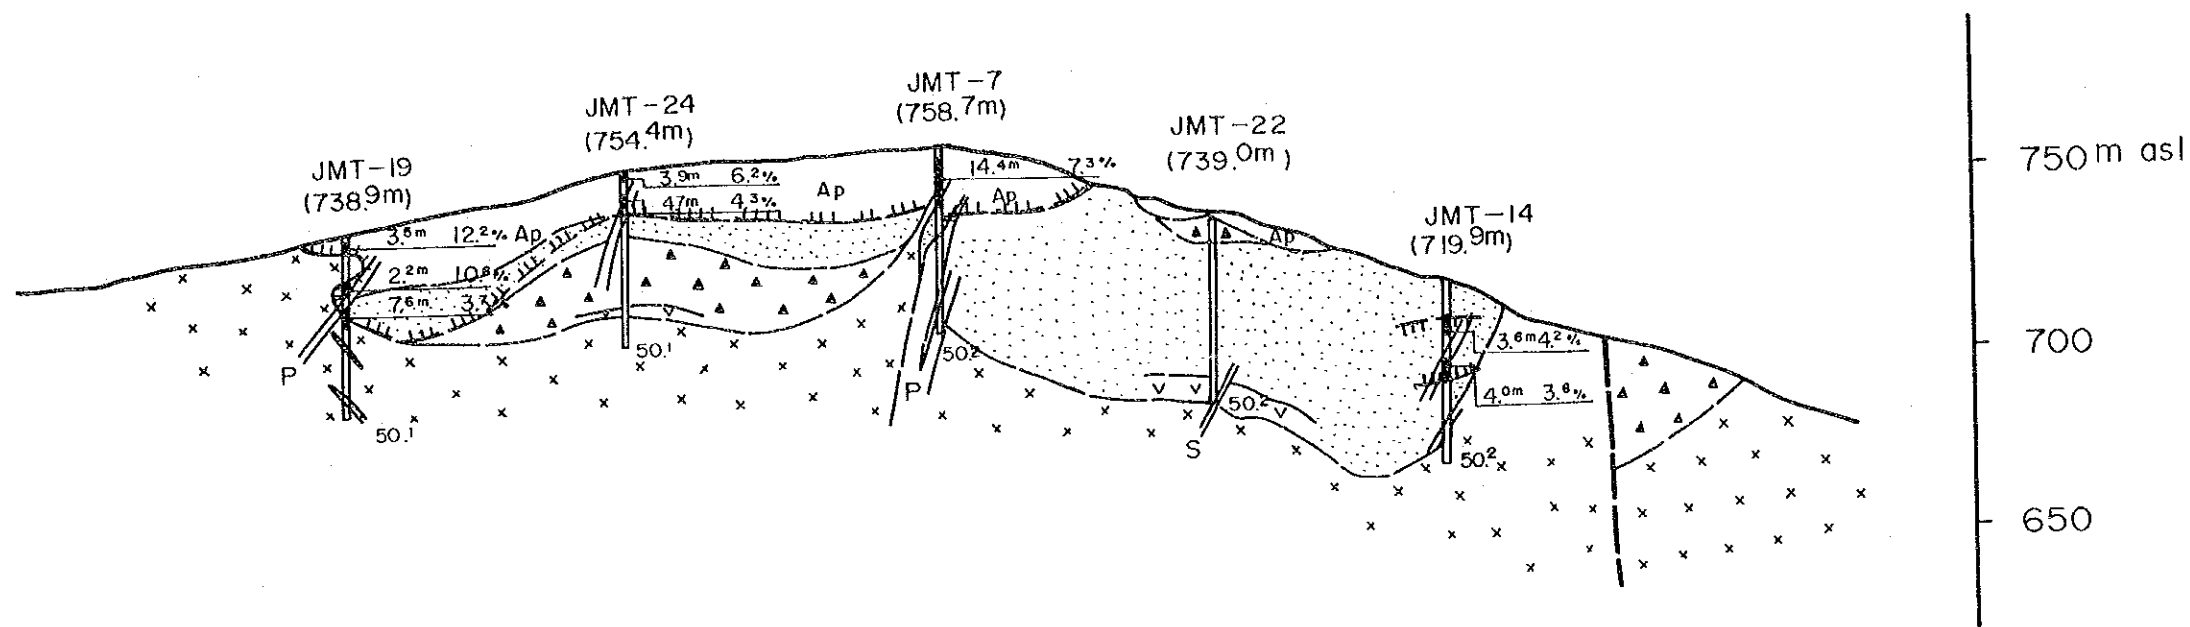 JMT-7
(758.7m)
JMT-24
(754.4m)
JMT-22
(739.0m)
JMT-19
(738.9m)
JMT-14
(719.9m)
750m asl
700
650
14.4m 7.3%
Ap
3.9m 6.2%
47m 4.3%
Ap
3.5m 12.2% Ap
2.2m 10.8%
7.6m 3.7
Ap
3.6m 4.2%
4.0m 3.8%
50.1
50.2
50.2
50.2
50.1
P
P
S